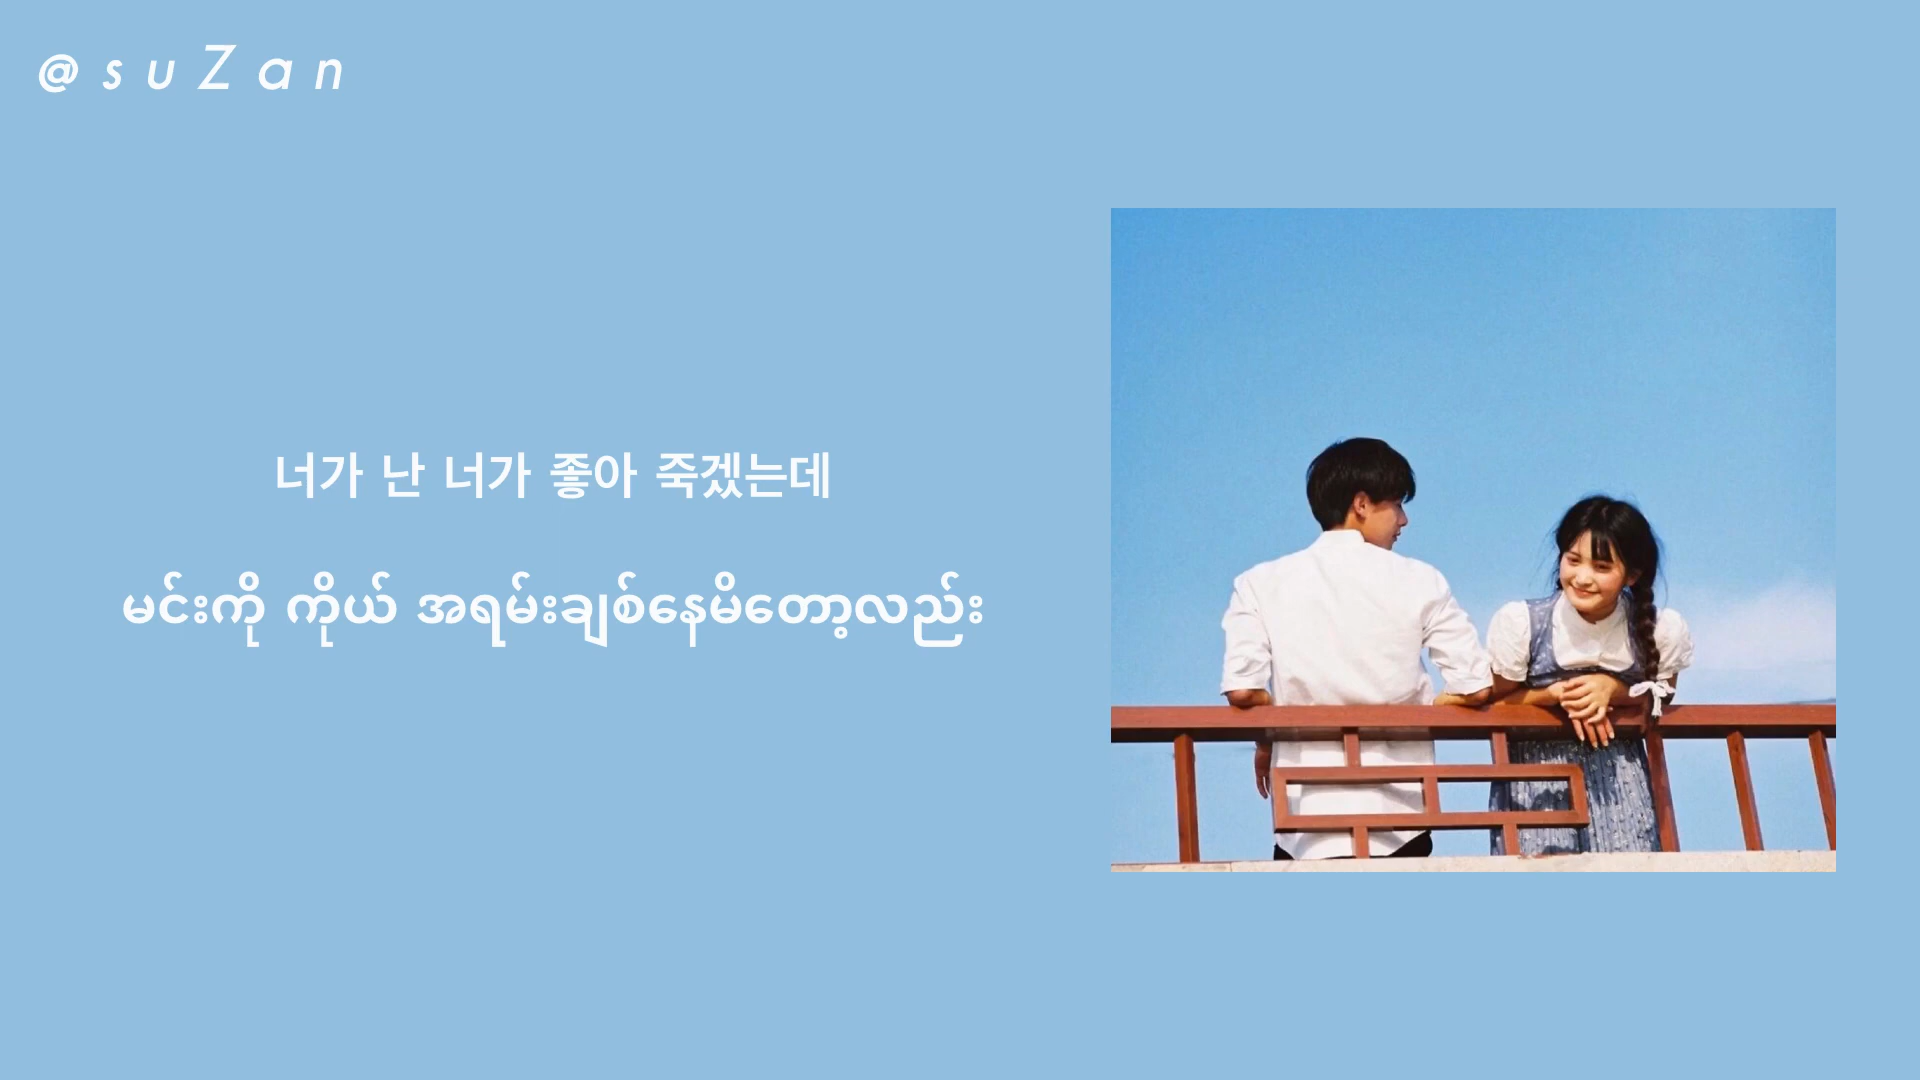 @suZan
너가 난 너가 좋아 죽겠는데
မင်းကို ကိုယ် အရမ်းချစ်နေမိတော့လည်း